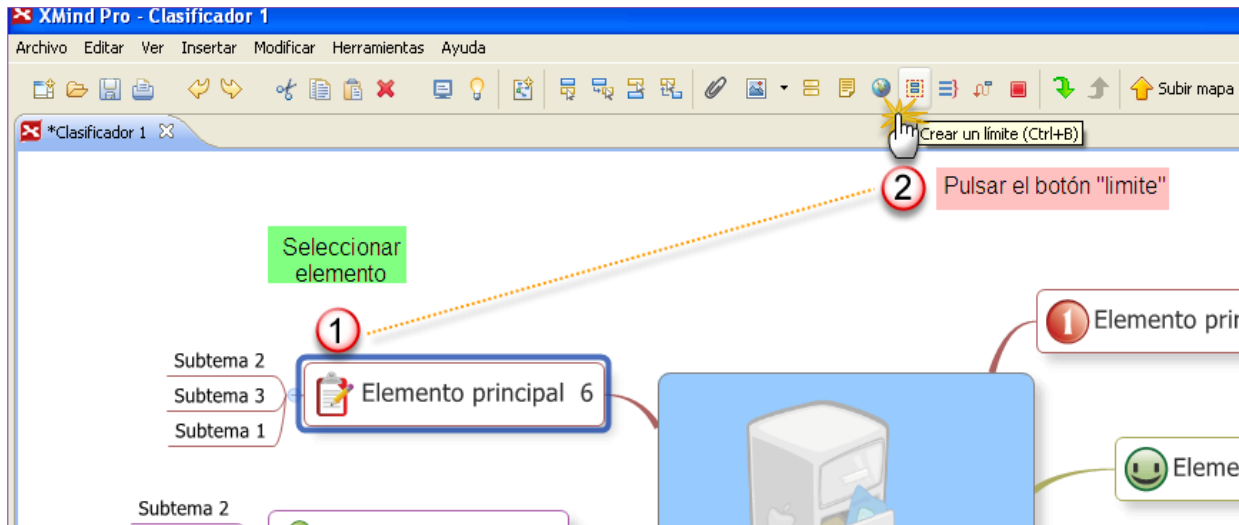 XMind Pro - Clasificador 1
Archivo Editar Ver Insertar Modificar Herramientas Ayuda
Subir mapa
*Clasificador 1
Crear un límite (Ctrl+B)
2 Pulsar el botón "limite"
Seleccionar
elemento
1
1 Elemento prin
Subtema 2
Subtema 3
Elemento principal 6
Subtema 1
Eleme
Subtema 2